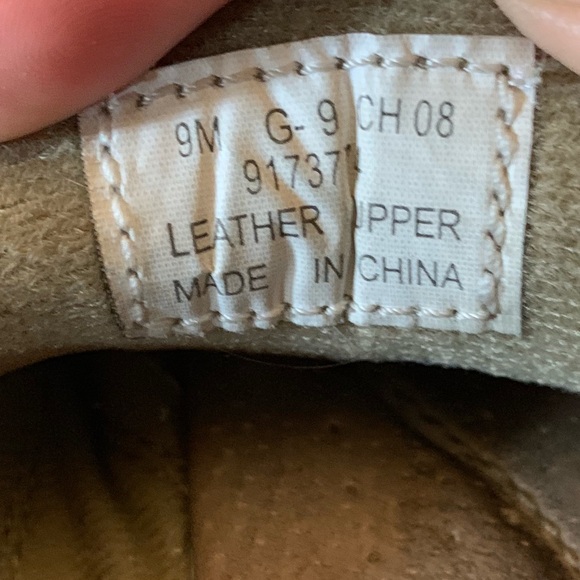 9M G- 9 CH 08
91737
LEATHER UPPER
MADE IN CHINA